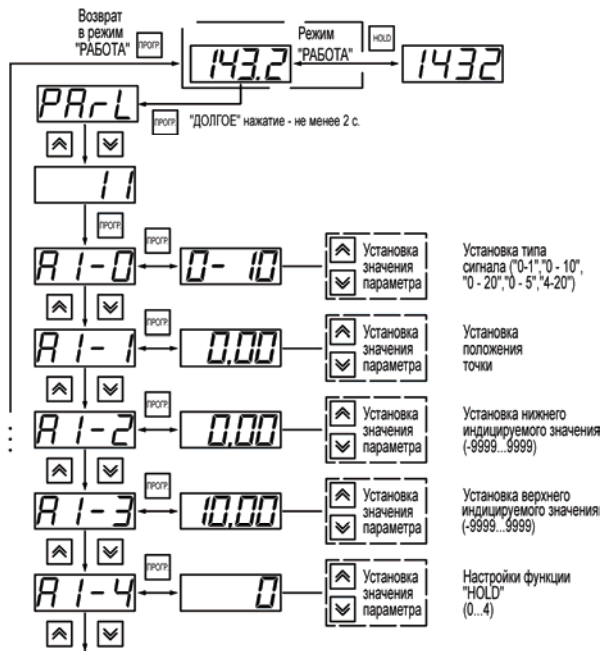 Возврат
в режим
"РАБОТА"
ПРОГР.
143.2
Режим
"РАБОТА"
HOLD
1432
PArL
ПРОГР.
"ДОЛГОЕ" нажатие - не менее 2 с.
11
ПРОГР.
A1-0
ПРОГР.
0-10
Установка
значения
параметра
Установка типа
сигнала ("0-1","0 - 10",
"0 - 20","0 - 5","4-20")
A1-1
ПРОГР.
0.00
Установка
значения
параметра
Установка
положения
точки
A1-2
ПРОГР.
0.00
Установка
значения
параметра
Установка нижнего
индицируемого значения
(-9999...9999)
A1-3
ПРОГР.
10.00
Установка
значения
параметра
Установка верхнего
индицируемого значения
(-9999...9999)
A1-4
ПРОГР.
0
Установка
значения
параметра
Настройки функции
"HOLD"
(0...4)